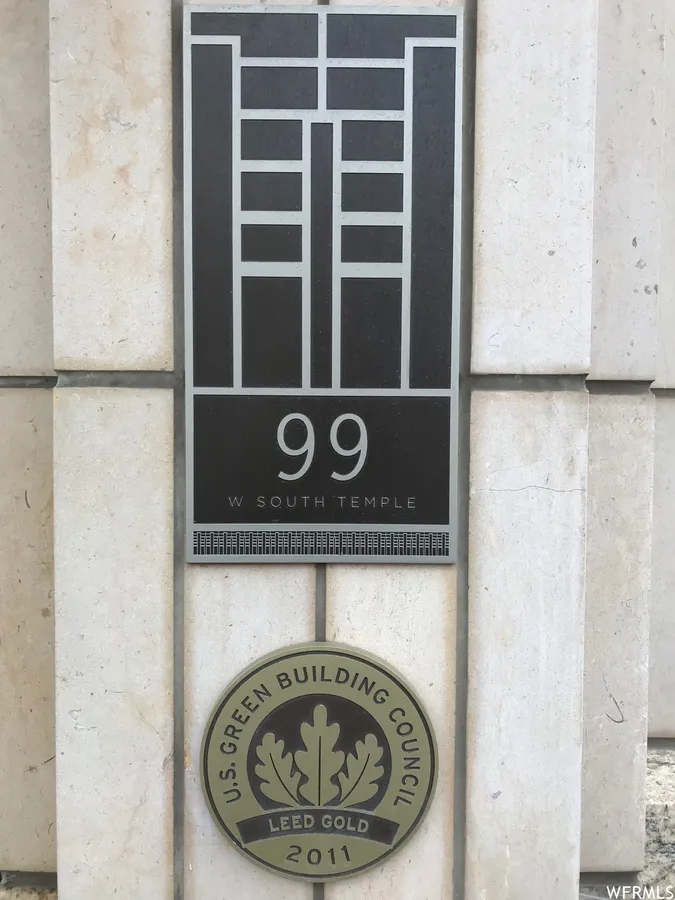 99
W SOUTH TEMPLE
U.S. GREEN BUILDING COUNCIL
LEED GOLD
2011
WFRMLS